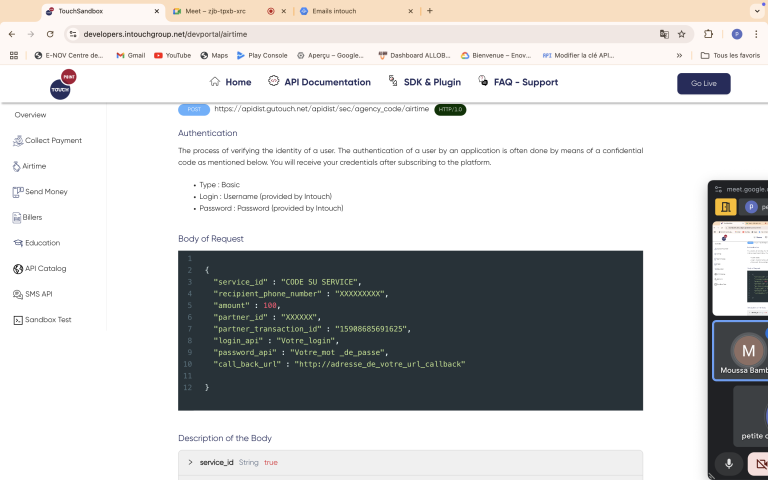 TouchSandbox
Meet – zjb-tpxb-xrc
Emails intouch
developers.intouchgroup.net/devportal/airtime
E-NOV Centre de...
Gmail
YouTube
Maps
Play Console
Aperçu – Google...
Dashboard ALLOB...
Bienvenue – Enov...
API Modifier la clé API...
Tous les favoris
POINT
TOUCH
Home
API Documentation
SDK & Plugin
FAQ - Support
Go Live
Overview
Collect Payment
Airtime
Send Money
Billers
Education
API Catalog
SMS API
Sandbox Test
POST https://apidist.gutouch.net/apidist/sec/agency_code/airtime HTTP/1.0
Authentication
The process of verifying the identity of a user. The authentication of a user by an application is often done by means of a confidential
code as mentioned below. You will receive your credentials after subscribing to the platform.
Type : Basic
Login : Username (provided by Intouch)
Password : Password (provided by Intouch)
Body of Request
1
2 {
3 "service_id" : "CODE SU SERVICE",
4 "recipient_phone_number" : "XXXXXXXXX",
5 "amount" : 100,
6 "partner_id" : "XXXXXX",
7 "partner_transaction_id" : "15908685691625",
8 "login_api" : "Votre_login",
9 "password_api" : "Votre_mot _de_passe",
10 "call_back_url" : "http://adresse_de_votre_url_callback"
11
12 }
Description of the Body
service_id String true
meet.google.
P pe
M
Moussa Bamb
petite c